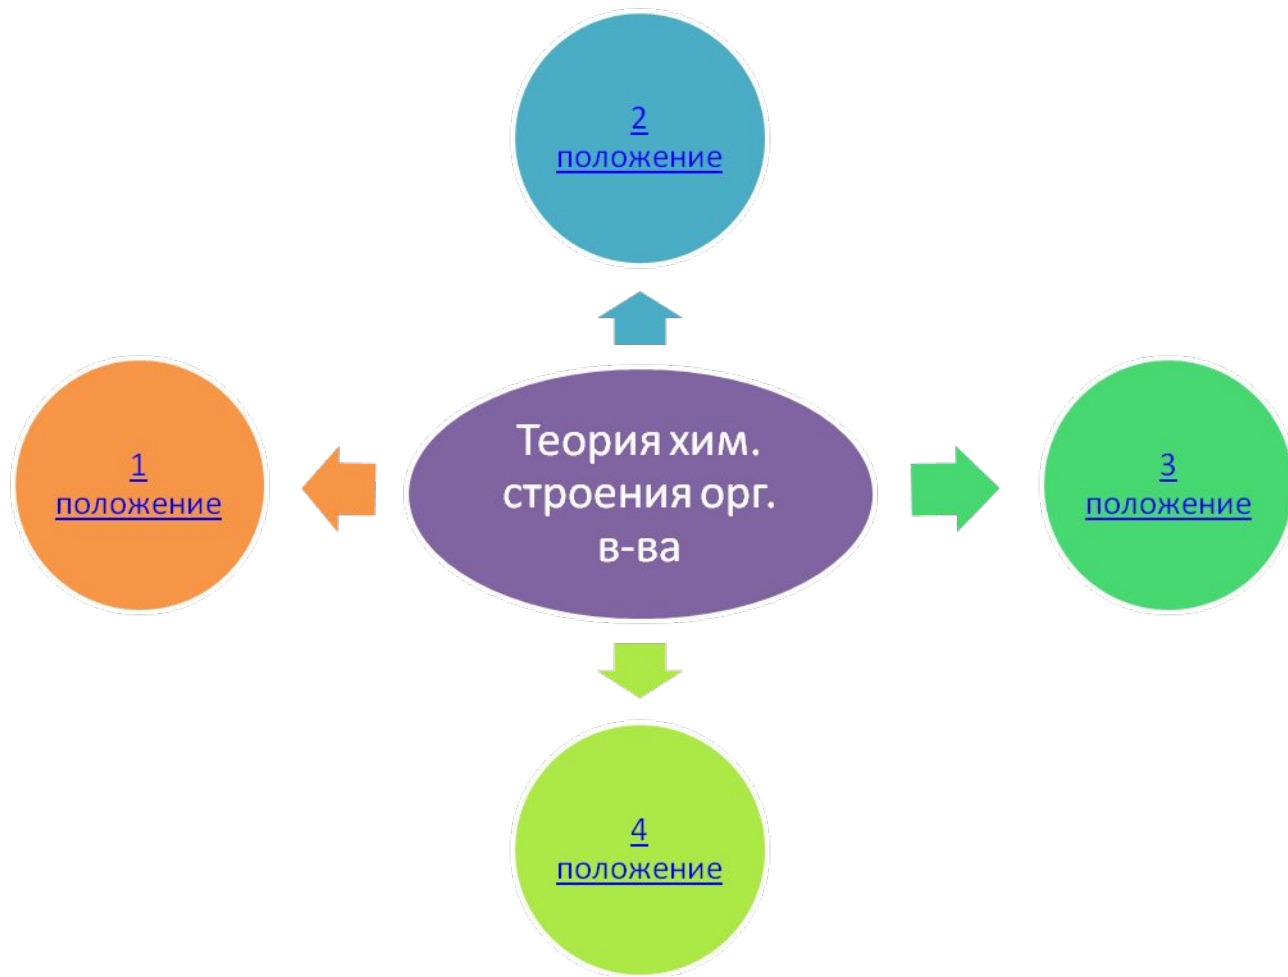 2
положение
1
положение
Теория хим.
строения орг.
в-ва
3
положение
4
положение